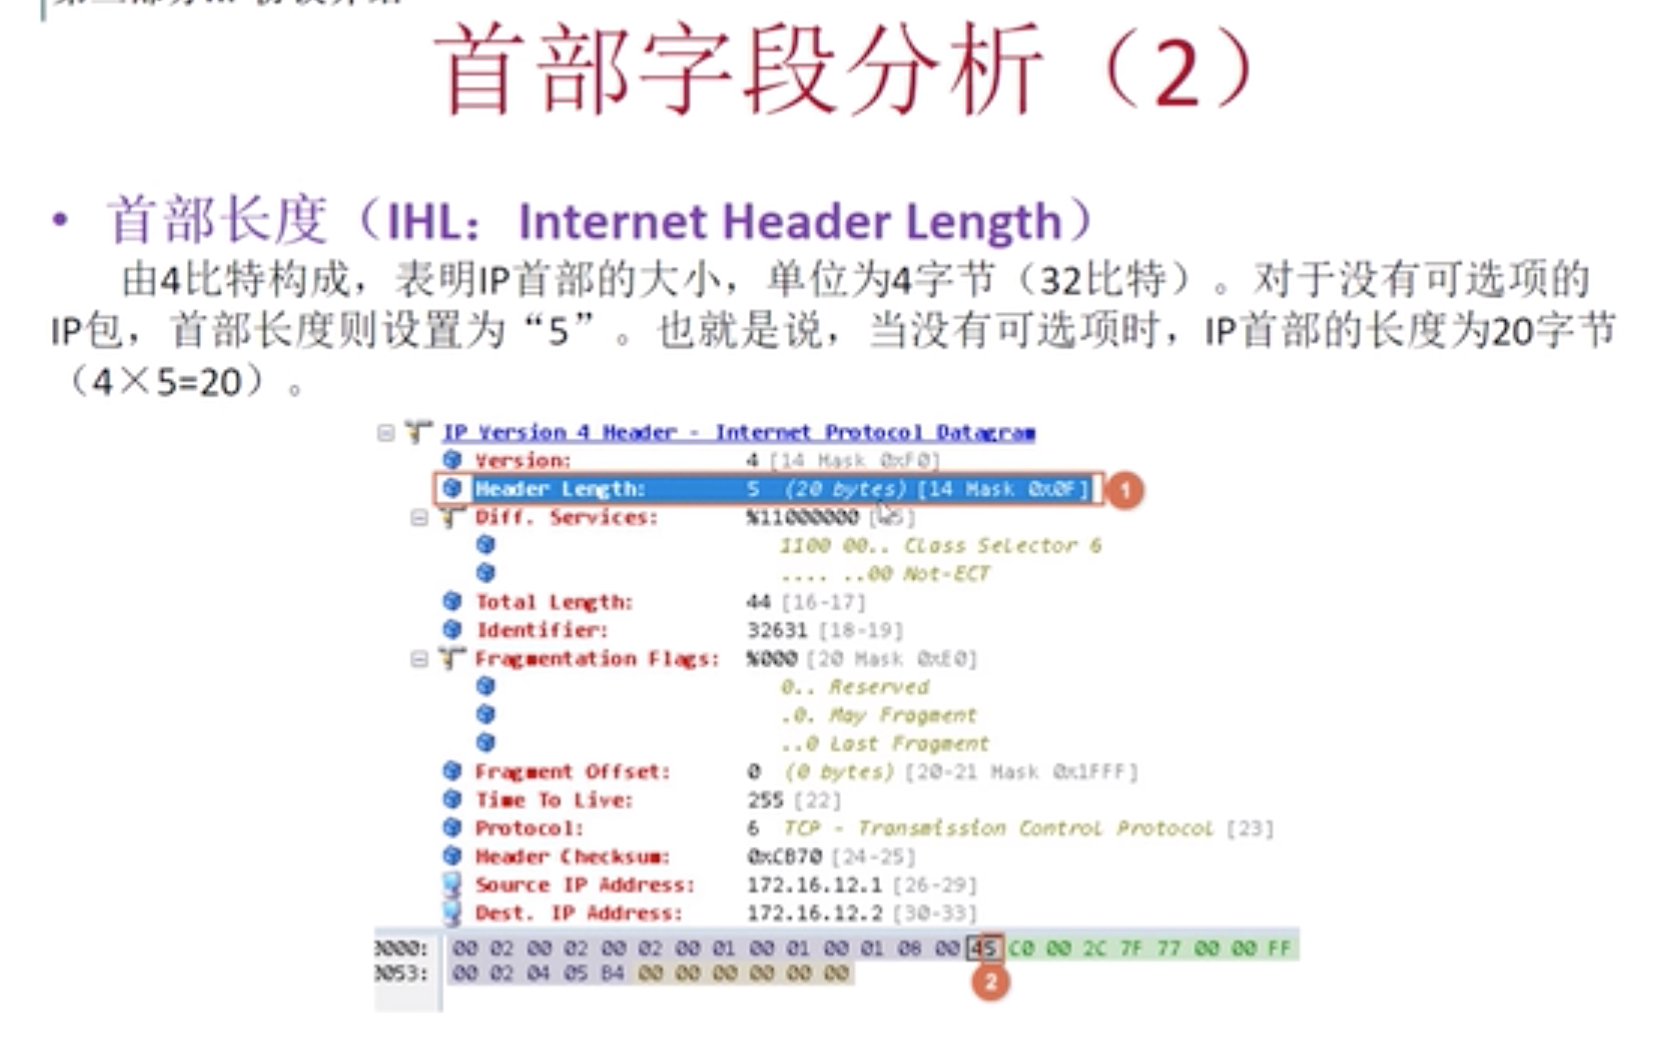 首部字段分析（2）
• 首部长度（IHL：Internet Header Length）
由4比特构成，表明IP首部的大小，单位为4字节（32比特）。对于没有可选项的
IP包，首部长度则设置为“5”。也就是说，当没有可选项时，IP首部的长度为20字节
（4×5=20）。
IP Version 4 Header - Internet Protocol Datagram
Version: 4 [14 Mask 0xF0]
Header Length: 5 (20 bytes) [14 Mask 0x0F] 1
Diff. Services: %11000000
1100 00.. Class Selector 6
.... ..00 Not-ECT
Total Length: 44 [16-17]
Identifier: 32631 [18-19]
Fragmentation Flags: %000 [20 Mask 0xE0]
0.. Reserved
.0. May Fragment
..0 Last Fragment
Fragment Offset: 0 (0 bytes) [20-21 Mask 0x1FFF]
Time To Live: 255 [22]
Protocol: 6 TCP - Transmission Control Protocol [23]
Header Checksum: 0xCB70 [24-25]
Source IP Address: 172.16.12.1 [26-29]
Dest. IP Address: 172.16.12.2 [30-33]
0000: 00 02 00 02 00 02 00 01 00 01 00 01 08 00 45 C0 00 2C 7F 77 00 00 FF
0053: 00 02 04 05 B4 00 00 00 00 00 00
2